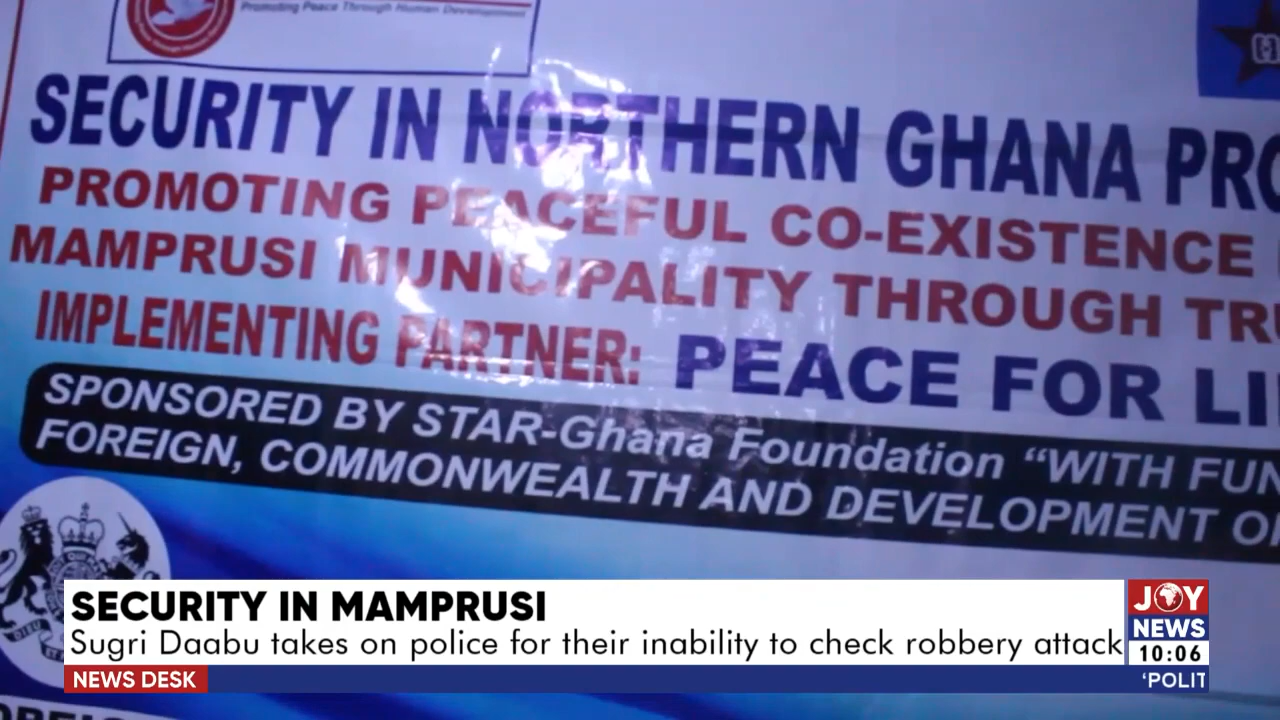 Promoting Peace Through Human Development
SECURITY IN NORTHERN GHANA PRO
PROMOTING PEACEFUL CO-EXISTENCE
MAMPRUSI MUNICIPALITY THROUGH TR
IMPLEMENTING PARTNER: PEACE FOR LI
SPONSORED BY STAR-Ghana Foundation “WITH FUN
FOREIGN, COMMONWEALTH AND DEVELOPMENT O
SECURITY IN MAMPRUSI
Sugri Daabu takes on police for their inability to check robbery attack
JOY
NEWS
10:06
NEWS DESK
‘POLIT